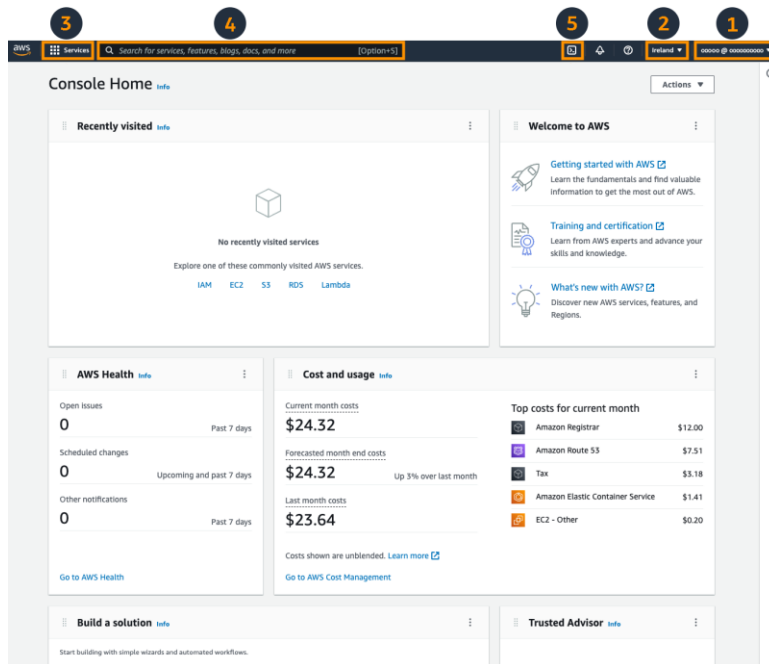 3 4 5 2 1
aws Services Search for services, features, blogs, docs, and more [Option+S] Ireland ▼
Console Home Info Actions ▼
Recently visited Info
No recently visited services
Explore one of these commonly visited AWS services.
IAM EC2 S3 RDS Lambda
Welcome to AWS
Getting started with AWS
Learn the fundamentals and find valuable
information to get the most out of AWS.
Training and certification
Learn from AWS experts and advance your
skills and knowledge.
What's new with AWS?
Discover new AWS services, features, and
Regions.
AWS Health Info
Open issues
0 Past 7 days
Scheduled changes
0 Upcoming and past 7 days
Other notifications
0 Past 7 days
Go to AWS Health
Cost and usage Info
Current month costs
$24.32
Forecasted month end costs
$24.32 Up 3% over last month
Last month costs
$23.64
Costs shown are unblended. Learn more
Go to AWS Cost Management
Top costs for current month
Amazon Registrar $12.00
Amazon Route 53 $7.51
Tax $3.18
Amazon Elastic Container Service $1.41
EC2 - Other $0.20
Build a solution Info
Start building with simple wizards and automated workflows.
Trusted Advisor Info